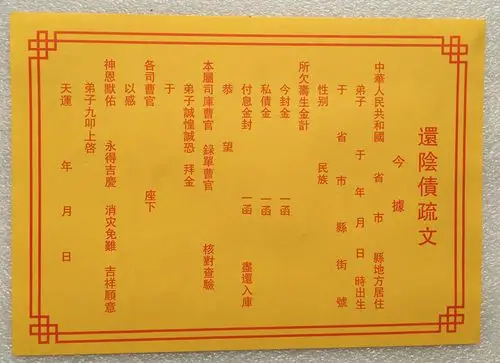 還陰債疏文
今據
中華人民共和國 省 市 縣地方居住
弟子 于 年 月 日 時出生
于 省 市 縣 街 號
性别 民族
所欠壽生金計
今封金 一函
私債金 一函
付息金封 一函 盡還入庫
恭望
本屬司庫曹官 錄單曹官 核對查驗
弟子誠惶誠恐 拜金
于
各司曹官 座下
以感
神恩默佑 永得吉慶 消灾免難 吉祥願意
弟子九叩上啓
天運 年 月 日